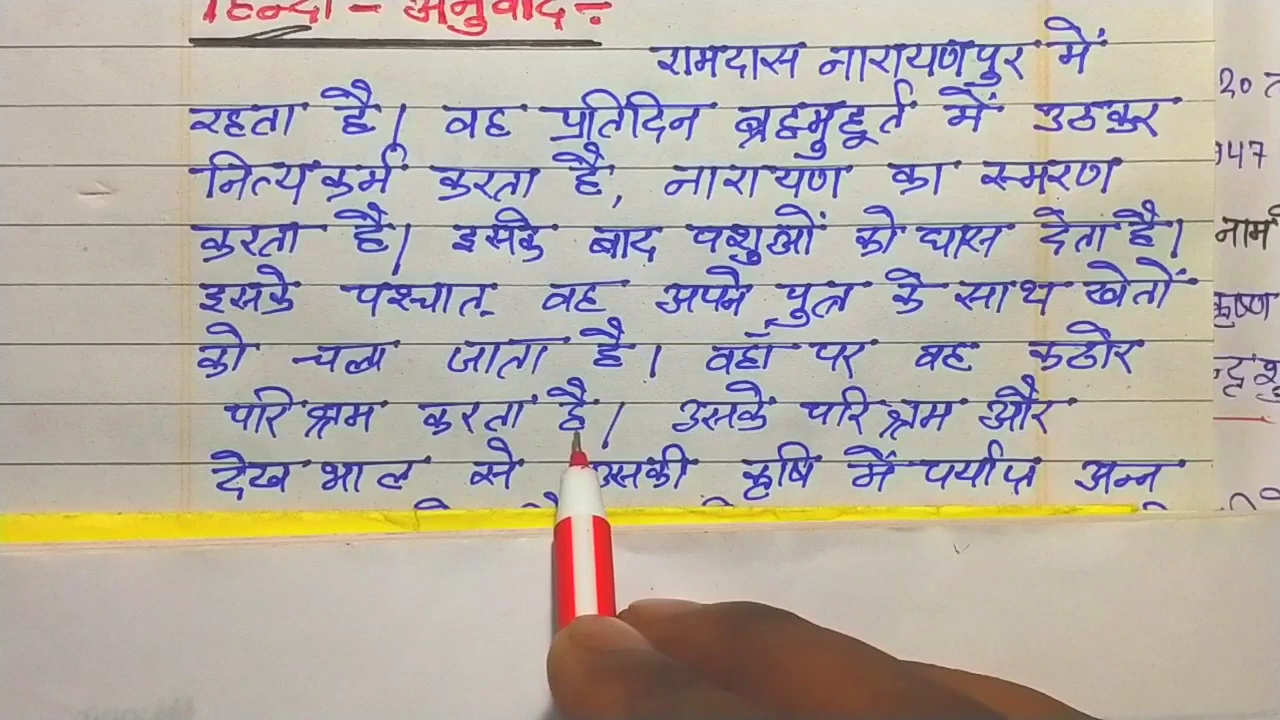 हिन्दी - अनुवाद :-
रामदास नारायणपुर में
रहता है। वह प्रतिदिन ब्रह्ममुहूर्त में उठकर
नित्यकर्म करता है, नारायण का स्मरण
करता है। इसके बाद पशुओं को घास देता है।
इसके पश्चात् वह अपने पुत्र के साथ खेतों
को चला जाता है। वहाँ पर वह कठोर
परिश्रम करता है। उसके परिश्रम और
देखभाल से उसकी कृषि में पर्याप्त अन्न
20
947
नाम
कृष्ण